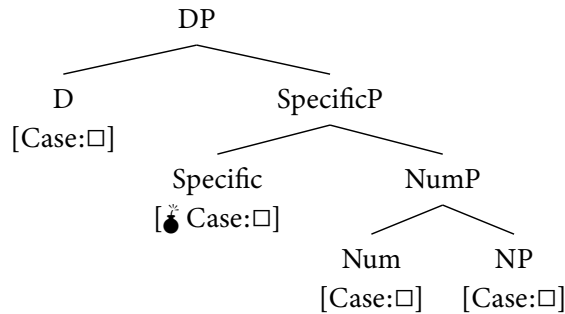 DP
D SpecificP
[Case:□]
Specific NumP
[💣Case:□]
Num NP
[Case:□] [Case:□]